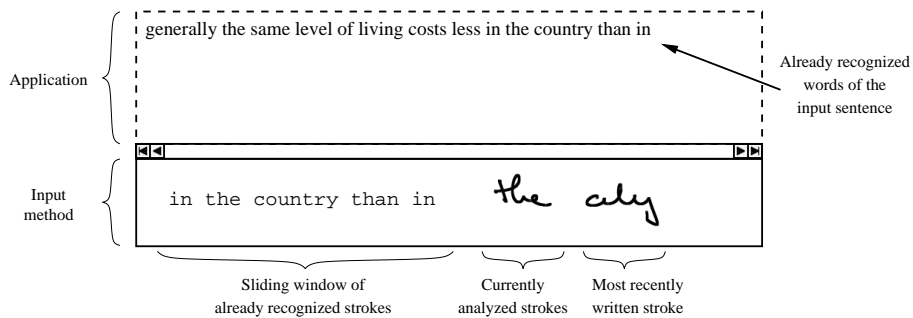 generally the same level of living costs less in the country than in
Application
Already recognized
words of the
input sentence
Input
method
in the country than in the city
Sliding window of
already recognized strokes
Currently
analyzed strokes
Most recently
written stroke